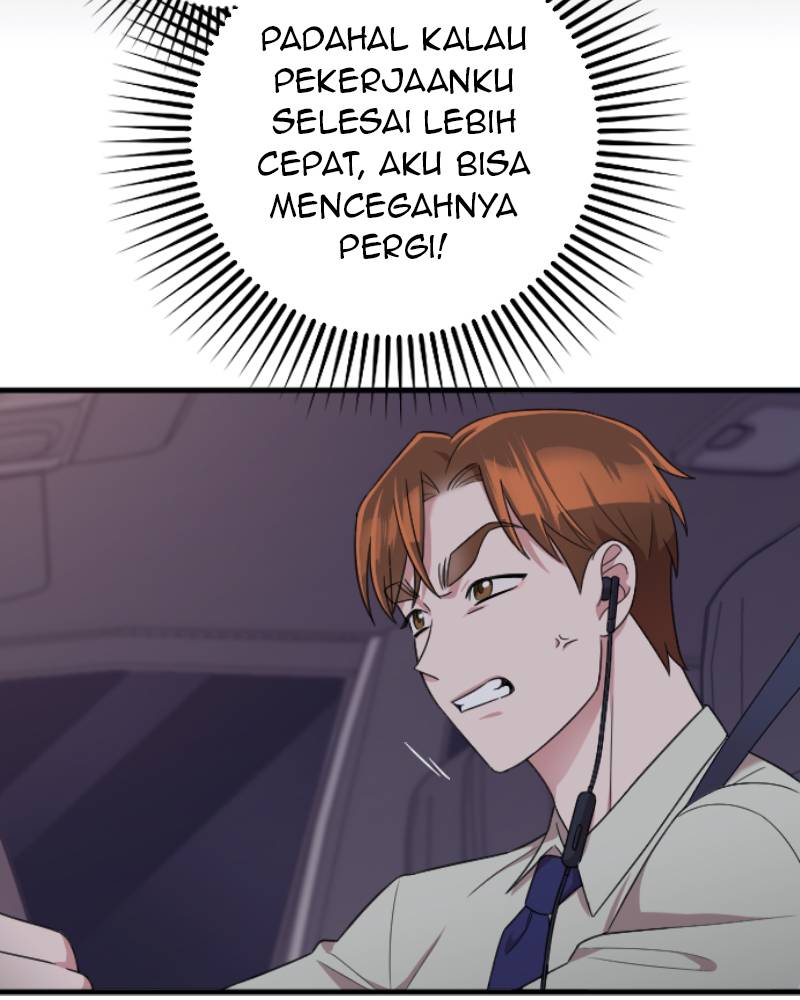 PADAHAL KALAU
PEKERJAANKU
SELESAI LEBIH
CEPAT, AKU BISA
MENCEGAHNYA
PERGI!